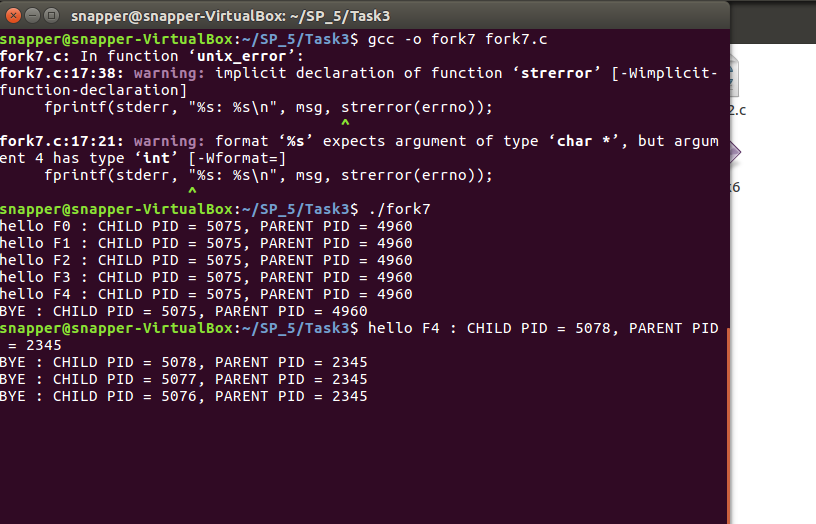 snapper@snapper-VirtualBox: ~/SP_5/Task3
snapper@snapper-VirtualBox:~/SP_5/Task3$ gcc -o fork7 fork7.c
fork7.c: In function ‘unix_error’:
fork7.c:17:38: warning: implicit declaration of function ‘strerror’ [-Wimplicit-
function-declaration]
     fprintf(stderr, "%s: %s\n", msg, strerror(errno));
                                      ^
fork7.c:17:21: warning: format ‘%s’ expects argument of type ‘char *’, but argum
ent 4 has type ‘int’ [-Wformat=]
     fprintf(stderr, "%s: %s\n", msg, strerror(errno));
                     ^
snapper@snapper-VirtualBox:~/SP_5/Task3$ ./fork7
hello F0 : CHILD PID = 5075, PARENT PID = 4960
hello F1 : CHILD PID = 5075, PARENT PID = 4960
hello F2 : CHILD PID = 5075, PARENT PID = 4960
hello F3 : CHILD PID = 5075, PARENT PID = 4960
hello F4 : CHILD PID = 5075, PARENT PID = 4960
BYE : CHILD PID = 5075, PARENT PID = 4960
snapper@snapper-VirtualBox:~/SP_5/Task3$ hello F4 : CHILD PID = 5078, PARENT PID
 = 2345
BYE : CHILD PID = 5078, PARENT PID = 2345
BYE : CHILD PID = 5077, PARENT PID = 2345
BYE : CHILD PID = 5076, PARENT PID = 2345
2.c